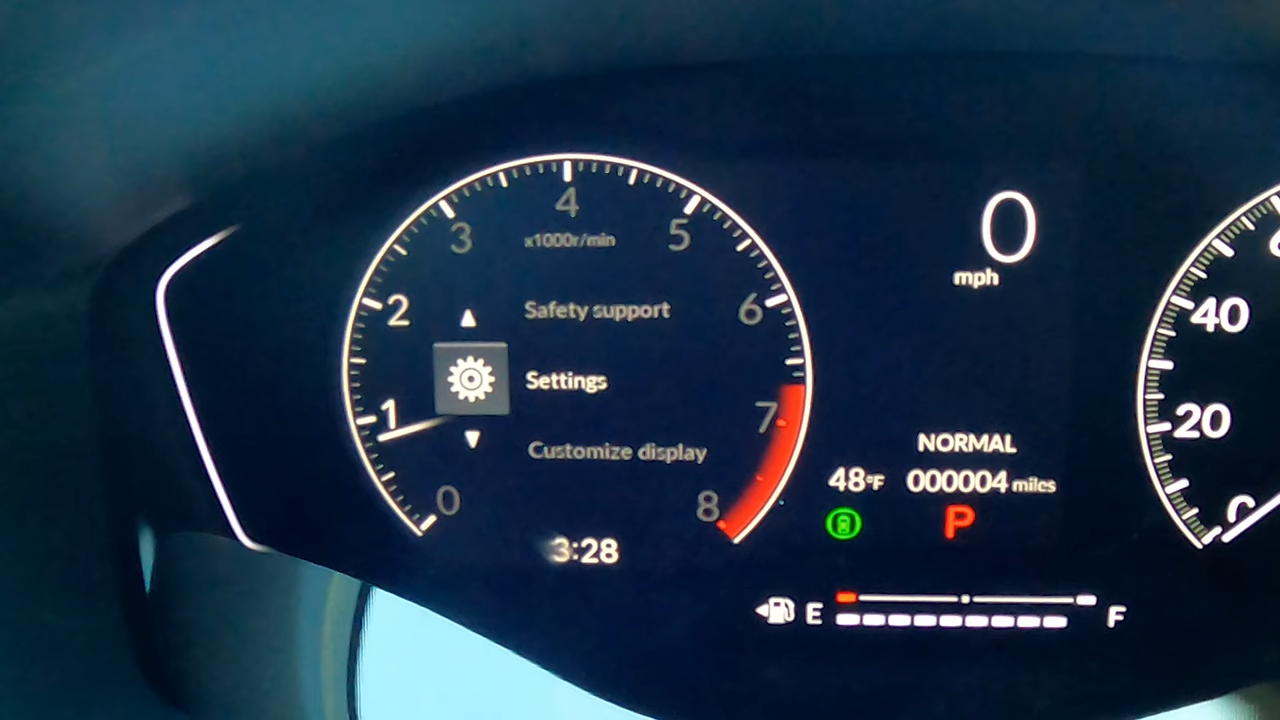 4
3
x1000r/min
5
2
Safety support
6
Settings
1
7
Customize display
0
8
3:28
0
mph
NORMAL
48°F 000004 miles
P
E
F
40
20